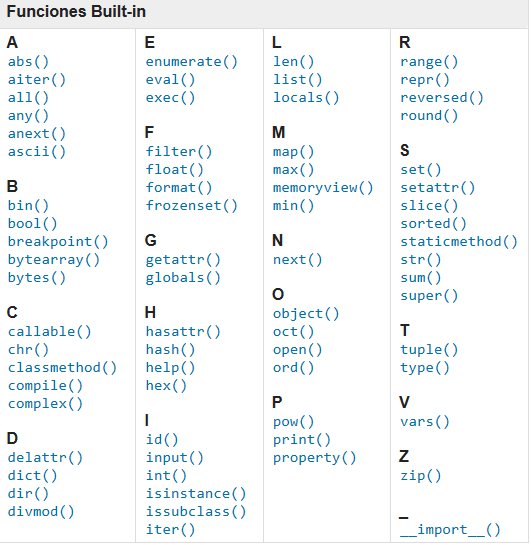 Funciones Built-in
A
abs()
aiter()
all()
any()
anext()
ascii()
B
bin()
bool()
breakpoint()
bytearray()
bytes()
C
callable()
chr()
classmethod()
compile()
complex()
D
delattr()
dict()
dir()
divmod()
E
enumerate()
eval()
exec()
F
filter()
float()
format()
frozenset()
G
getattr()
globals()
H
hasattr()
hash()
help()
hex()
I
id()
input()
int()
isinstance()
issubclass()
iter()
L
len()
list()
locals()
M
map()
max()
memoryview()
min()
N
next()
O
object()
oct()
open()
ord()
P
pow()
print()
property()
R
range()
repr()
reversed()
round()
S
set()
setattr()
slice()
sorted()
staticmethod()
str()
sum()
super()
T
tuple()
type()
V
vars()
Z
zip()
_
__import__()